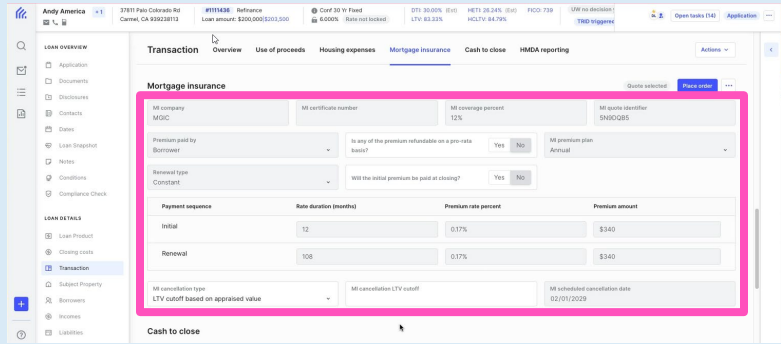 Andy America +1
37811 Palo Colorado Rd
Carmel, CA 939238113
#1111436 Refinance
Loan amount: $200,000|$203,500
Conf 30 Yr Fixed
6.000% Rate not locked
DTI: 30.00% (Est)
LTV: 83.33%
HETI: 26.24% (Est)
HCLTV: 84.79%
FICO: 739
UW no decision
TRID triggered
Open tasks (14)
Application
LOAN OVERVIEW
Application
Documents
Disclosures
Contacts
Dates
Loan Snapshot
Notes
Conditions
Compliance Check
LOAN DETAILS
Loan Product
Closing costs
Transaction
Subject Property
Borrowers
Incomes
Liabilities
Transaction Overview Use of proceeds Housing expenses Mortgage insurance Cash to close HMDA reporting
Actions
Mortgage insurance
Quote selected
Place order
MI company
MGIC
MI certificate number
MI coverage percent
12%
MI quote identifier
5N9DQB5
Premium paid by
Borrower
Is any of the premium refundable on a pro-rata
basis?
Yes No
MI premium plan
Annual
Renewal type
Constant
Will the initial premium be paid at closing?
Yes No
Payment sequence Rate duration (months) Premium rate percent Premium amount
Initial 12 0.17% $340
Renewal 108 0.17% $340
MI cancellation type
LTV cutoff based on appraised value
MI cancellation LTV cutoff
MI scheduled cancellation date
02/01/2029
Cash to close